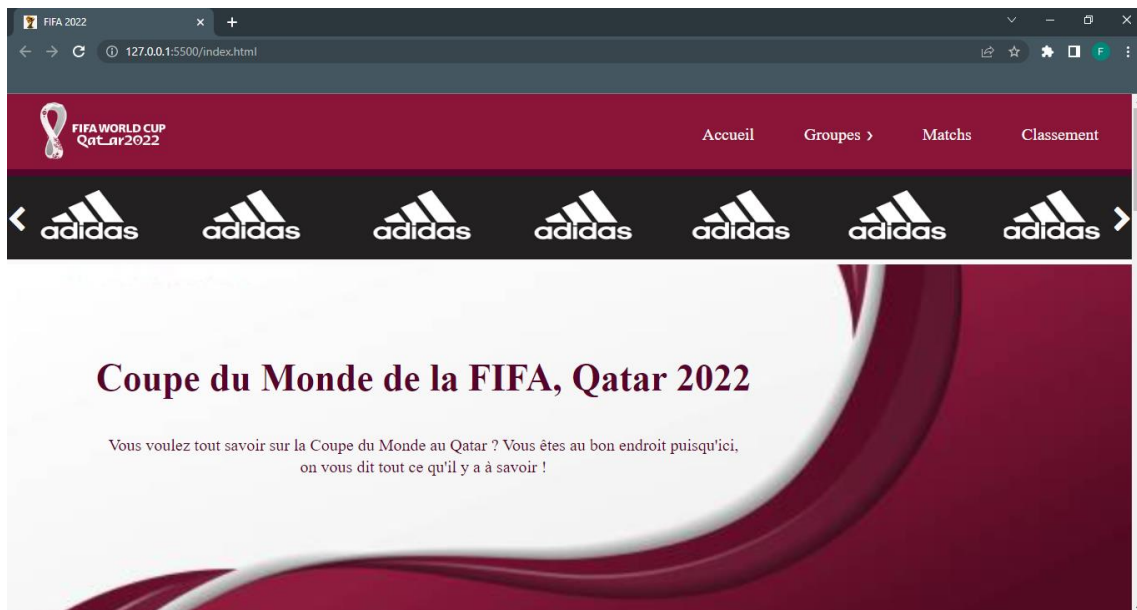 FIFA 2022
127.0.0.1:5500/index.html
F
FIFA WORLD CUP
Qatar2022
Accueil Groupes › Matchs Classement
adidas adidas adidas adidas adidas adidas adidas
Coupe du Monde de la FIFA, Qatar 2022
Vous voulez tout savoir sur la Coupe du Monde au Qatar ? Vous êtes au bon endroit puisqu'ici,
on vous dit tout ce qu'il y a à savoir !